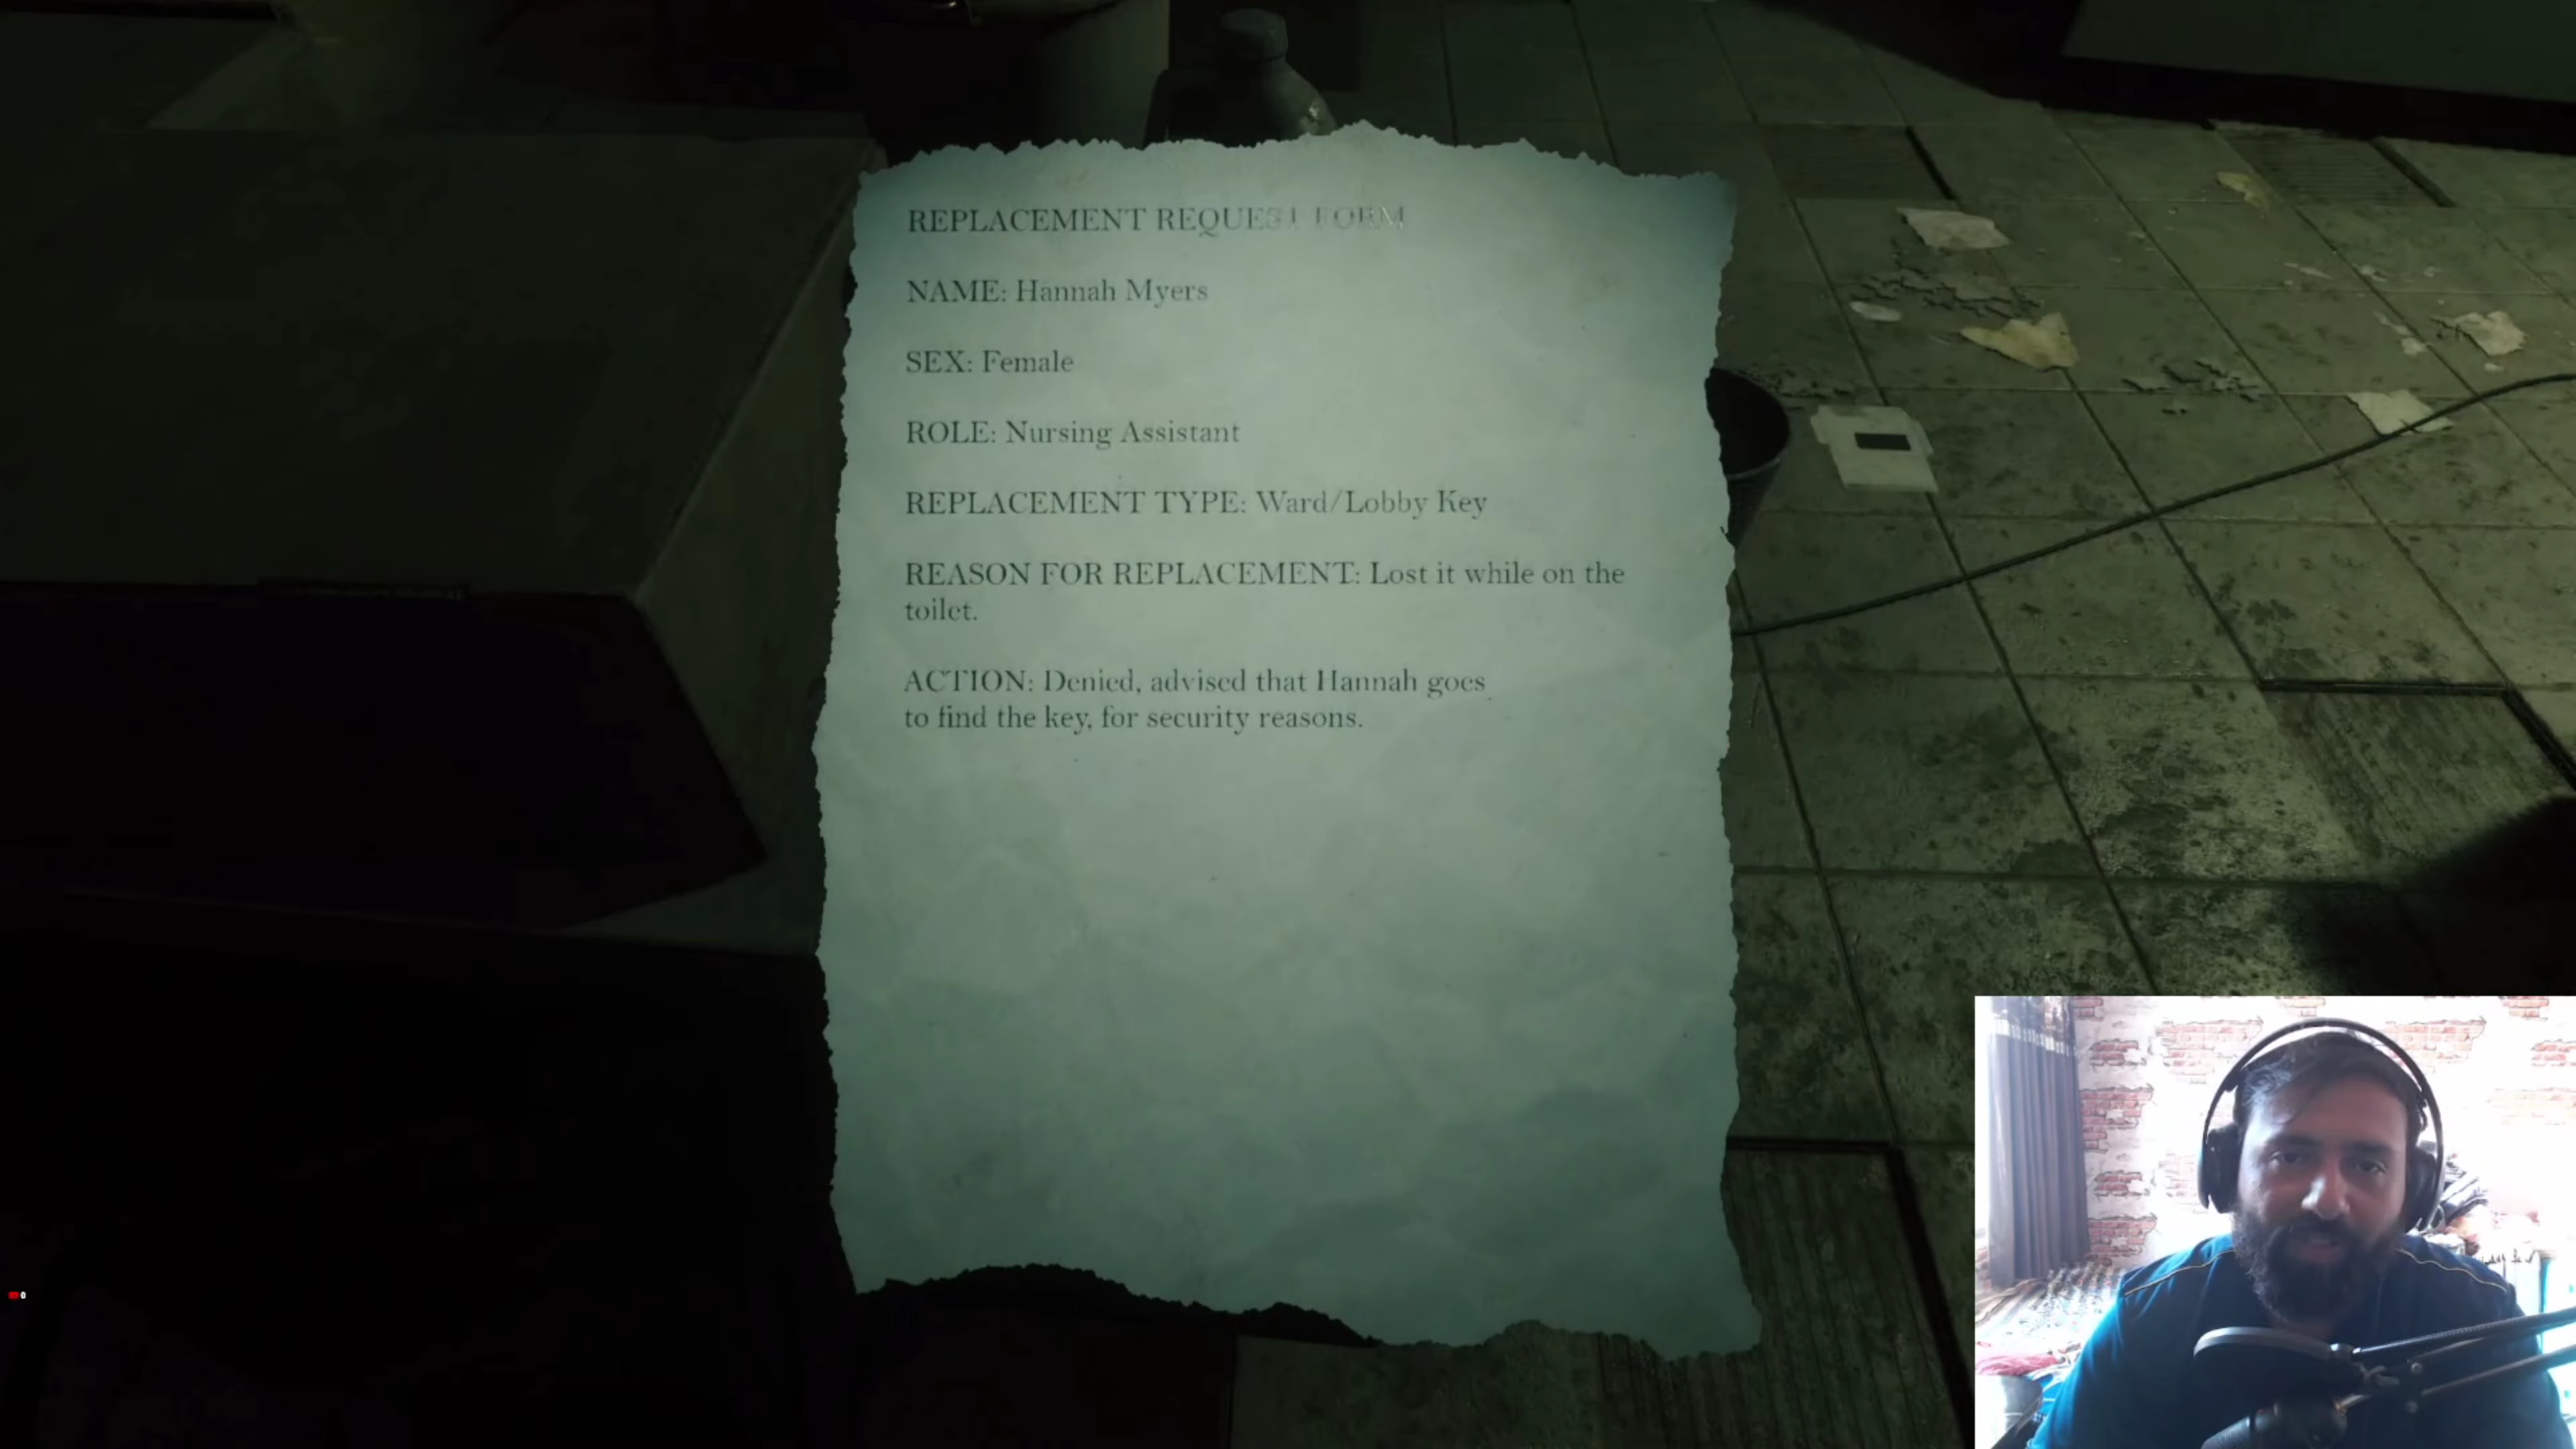 REPLACEMENT REQUEST FORM
NAME: Hannah Myers
SEX: Female
ROLE: Nursing Assistant
REPLACEMENT TYPE: Ward/Lobby Key
REASON FOR REPLACEMENT: Lost it while on the
toilet.
ACTION: Denied, advised that Hannah goes
to find the key, for security reasons.
0